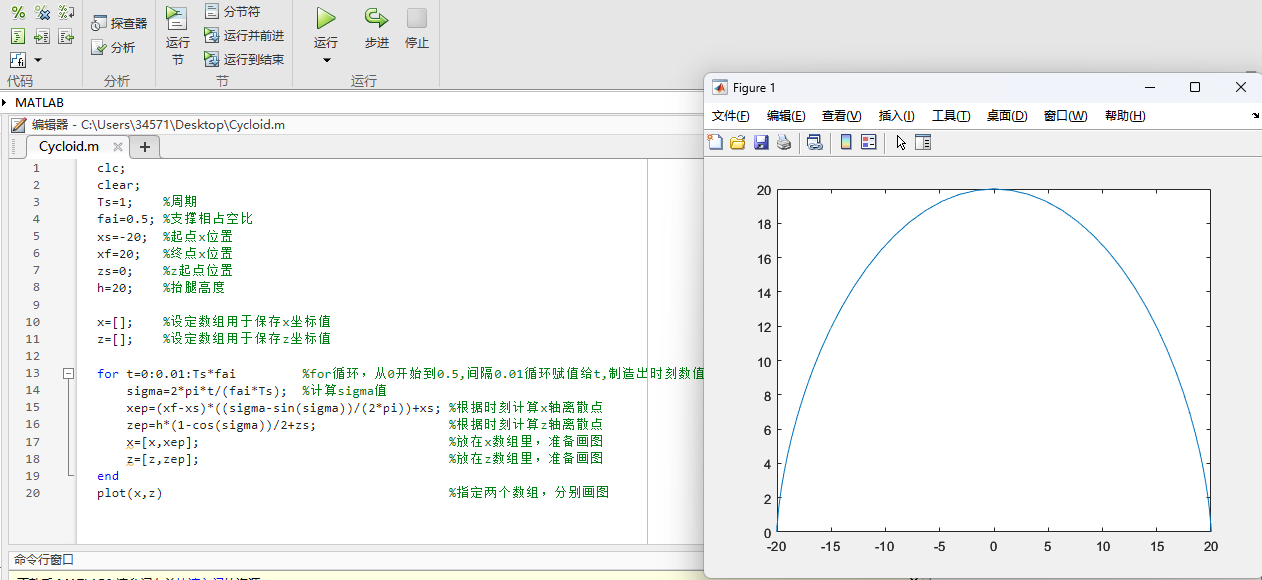 探查器
分析
代码
分析
运行
节
分节符
运行并前进
运行到结束
节
运行
步进
停止
运行
MATLAB
编辑器 - C:\Users\34571\Desktop\Cycloid.m
Cycloid.m
1 clc;
2 clear;
3 Ts=1; %周期
4 fai=0.5; %支撑相占空比
5 xs=-20; %起点x位置
6 xf=20; %终点x位置
7 zs=0; %z起点位置
8 h=20; %抬腿高度
9
10 x=[]; %设定数组用于保存x坐标值
11 z=[]; %设定数组用于保存z坐标值
12
13 for t=0:0.01:Ts*fai %for循环，从0开始到0.5,间隔0.01循环赋值给t,制造出时刻数值
14 sigma=2*pi*t/(fai*Ts); %计算sigma值
15 xep=(xf-xs)*((sigma-sin(sigma))/(2*pi))+xs; %根据时刻计算x轴离散点
16 zep=h*(1-cos(sigma))/2+zs; %根据时刻计算z轴离散点
17 x=[x,xep]; %放在x数组里，准备画图
18 z=[z,zep]; %放在z数组里，准备画图
19 end
20 plot(x,z) %指定两个数组，分别画图
命令行窗口
Figure 1
文件(F) 编辑(E) 查看(V) 插入(I) 工具(T) 桌面(D) 窗口(W) 帮助(H)
20
18
16
14
12
10
8
6
4
2
0
-20 -15 -10 -5 0 5 10 15 20